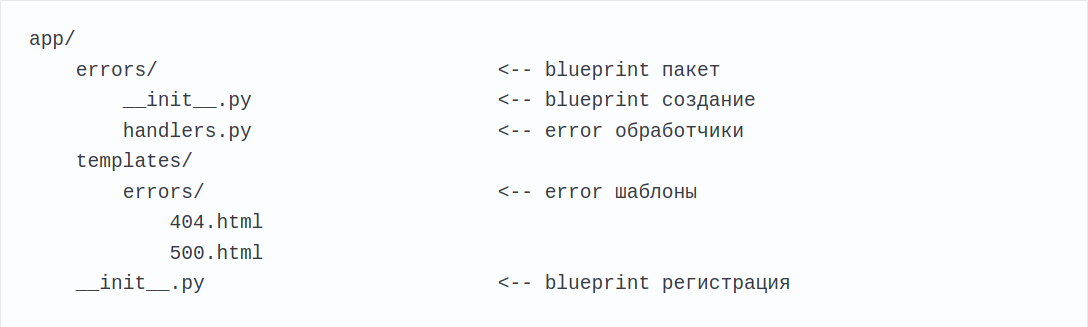 app/
    errors/                             <-- blueprint пакет
        __init__.py                     <-- blueprint создание
        handlers.py                     <-- error обработчики
    templates/
        errors/                         <-- error шаблоны
            404.html
            500.html
    __init__.py                         <-- blueprint регистрация